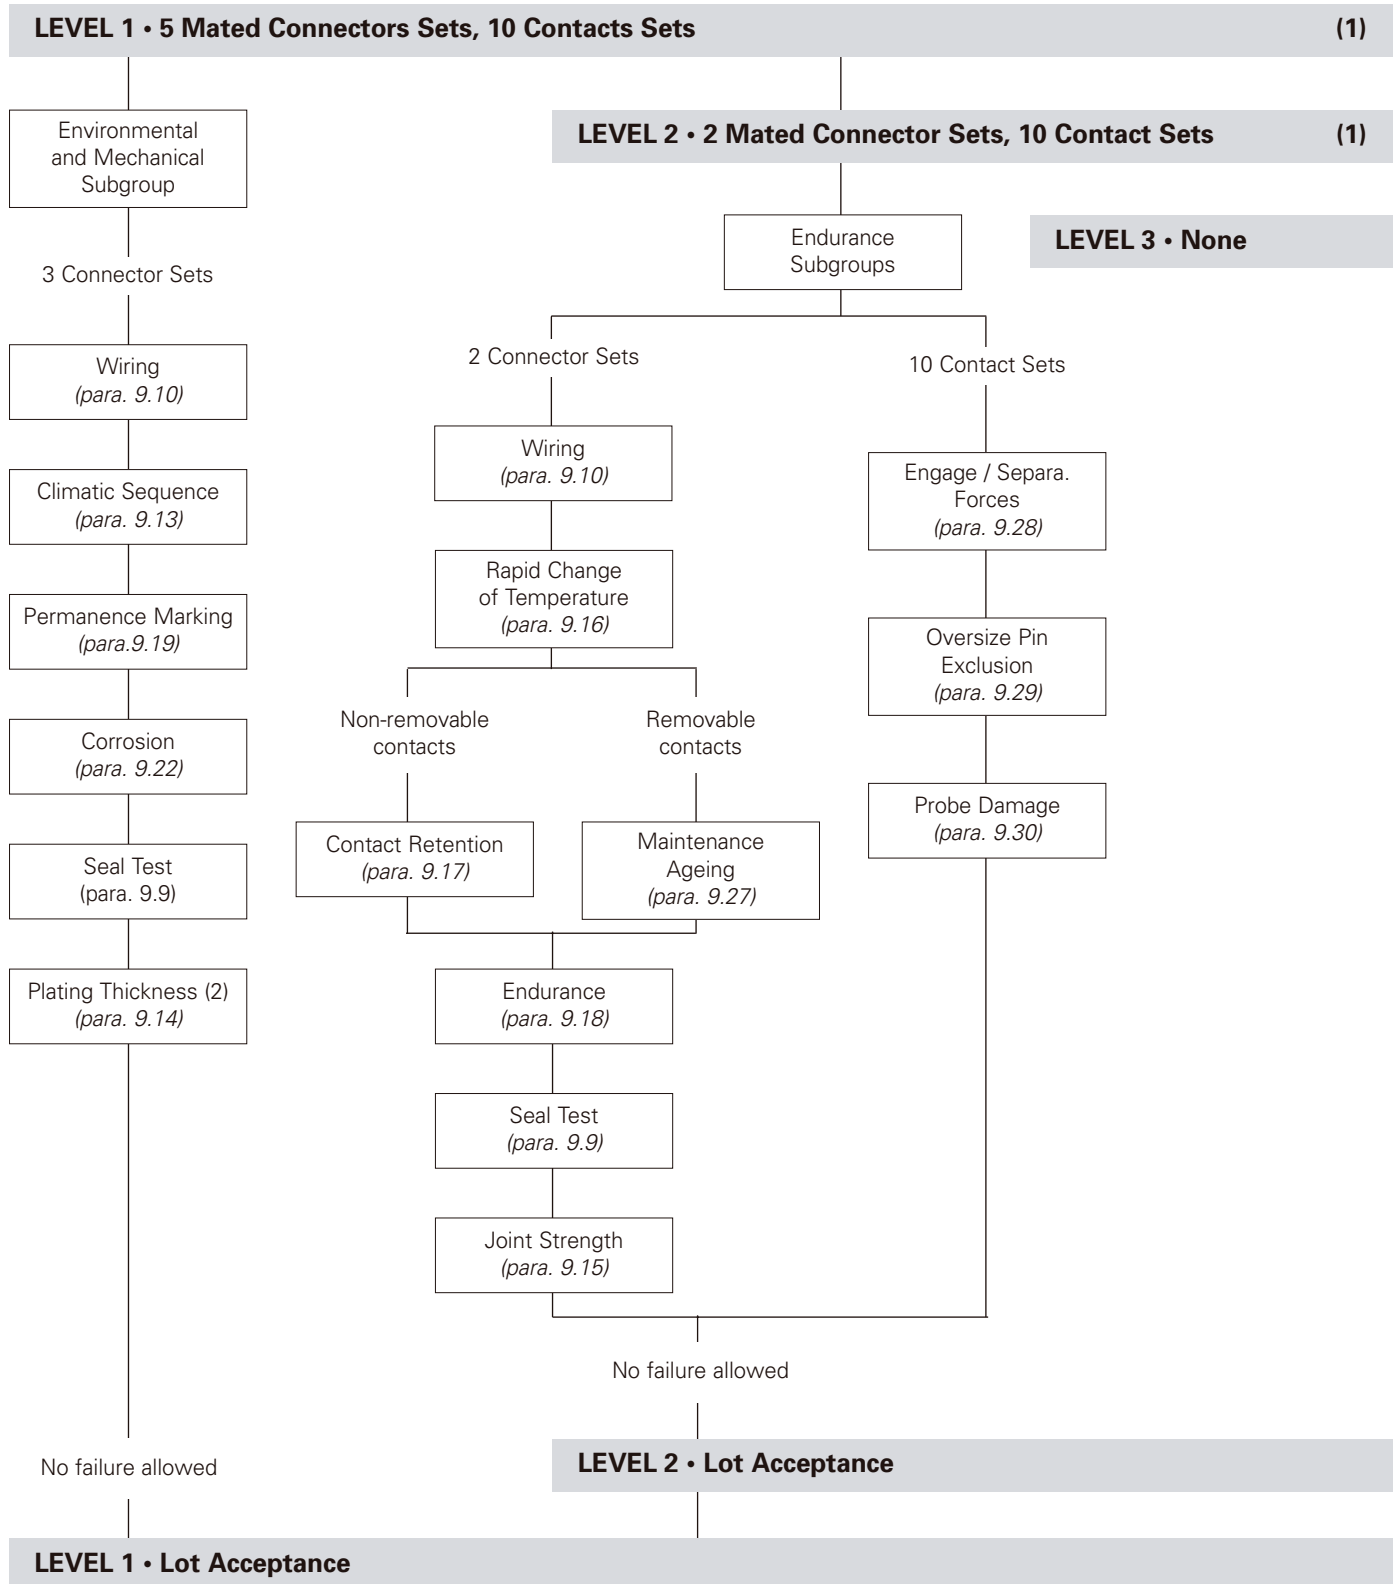 LEVEL 1 • 5 Mated Connectors Sets, 10 Contacts Sets (1)
Environmental
and Mechanical
Subgroup
LEVEL 2 • 2 Mated Connector Sets, 10 Contact Sets (1)
Endurance
Subgroups
LEVEL 3 • None
3 Connector Sets
Wiring
(para. 9.10)
Climatic Sequence
(para. 9.13)
Permanence Marking
(para.9.19)
Corrosion
(para. 9.22)
Seal Test
(para. 9.9)
Plating Thickness (2)
(para. 9.14)
2 Connector Sets
Wiring
(para. 9.10)
Rapid Change
of Temperature
(para. 9.16)
Non-removable
contacts
Removable
contacts
Contact Retention
(para. 9.17)
Maintenance
Ageing
(para. 9.27)
Endurance
(para. 9.18)
Seal Test
(para. 9.9)
Joint Strength
(para. 9.15)
10 Contact Sets
Engage / Separa.
Forces
(para. 9.28)
Oversize Pin
Exclusion
(para. 9.29)
Probe Damage
(para. 9.30)
No failure allowed
LEVEL 2 • Lot Acceptance
No failure allowed
LEVEL 1 • Lot Acceptance